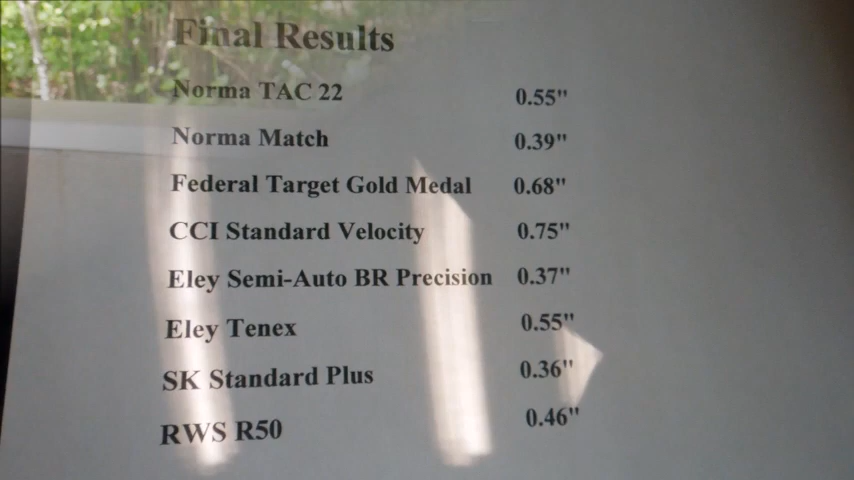 Final Results
Norma TAC 22 0.55"
Norma Match 0.39"
Federal Target Gold Medal 0.68"
CCI Standard Velocity 0.75"
Eley Semi-Auto BR Precision 0.37"
Eley Tenex 0.55"
SK Standard Plus 0.36"
RWS R50 0.46"